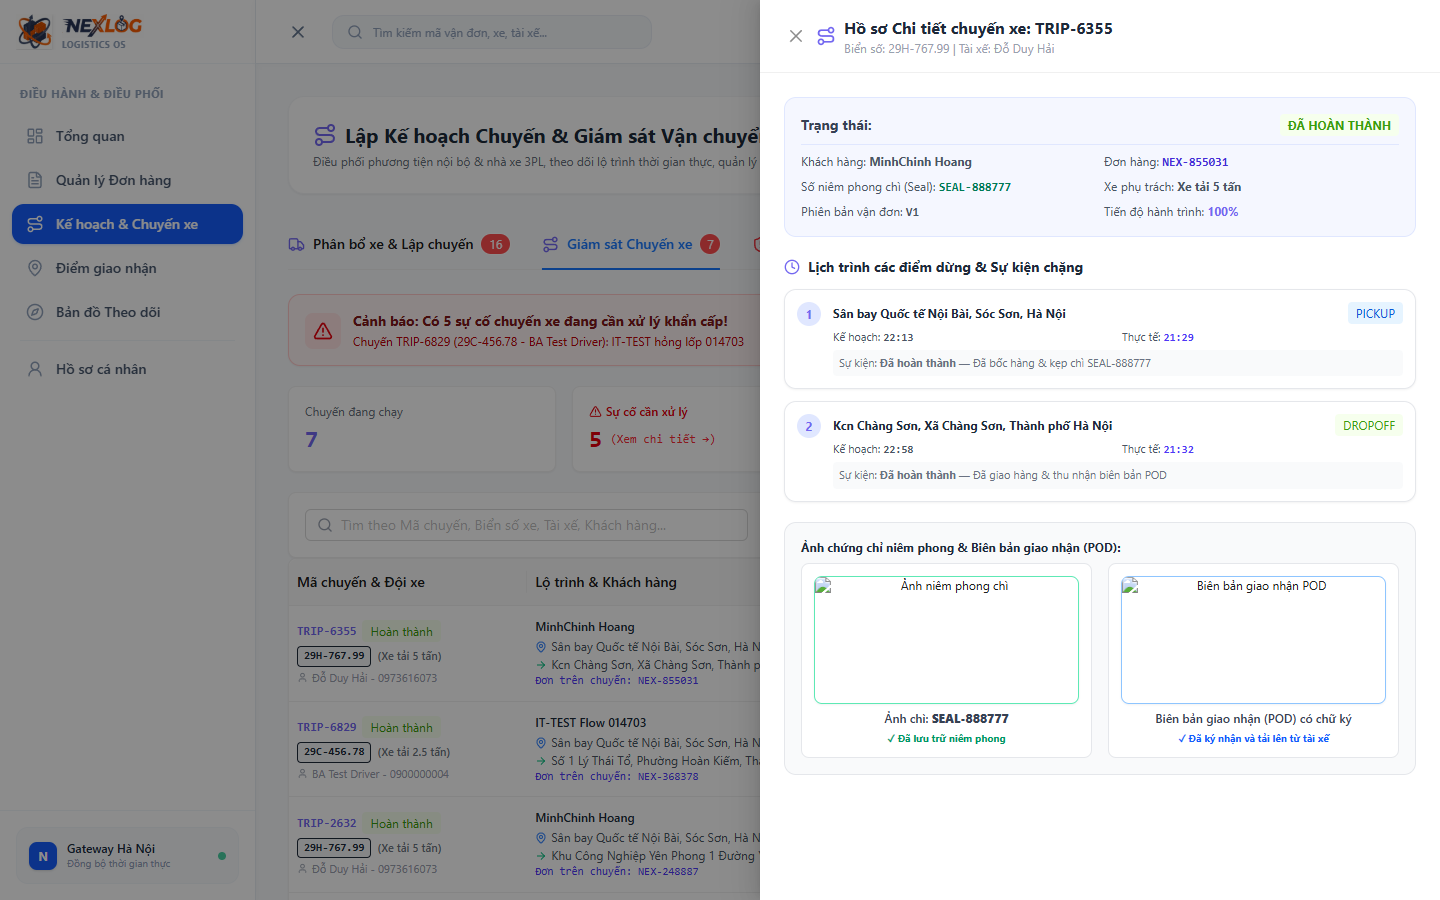 NEXLOG
LOGISTICS OS
ĐIỀU HÀNH & ĐIỀU PHỐI
Tổng quan
Quản lý Đơn hàng
Kế hoạch & Chuyến xe
Điểm giao nhận
Bản đồ Theo dõi
Hồ sơ cá nhân
N
Gateway Hà Nội
Đồng bộ thời gian thực
Tìm kiếm mã vận đơn, xe, tài xế...
Lập Kế hoạch Chuyến & Giám sát Vận chuyể
Điều phối phương tiện nội bộ & nhà xe 3PL, theo dõi lộ trình thời gian thực, quản lý
Phân bổ xe & Lập chuyến 16
Giám sát Chuyến xe 7
Cảnh báo: Có 5 sự cố chuyến xe đang cần xử lý khẩn cấp!
Chuyến TRIP-6829 (29C-456.78 - BA Test Driver): IT-TEST hỏng lốp 014703
Chuyến đang chạy
7
Sự cố cần xử lý
5 (Xem chi tiết →)
Tìm theo Mã chuyến, Biển số xe, Tài xế, Khách hàng...
Mã chuyến & Đội xe
Lộ trình & Khách hàng
TRIP-6355 Hoàn thành
29H-767.99 (Xe tải 5 tấn)
Đỗ Duy Hải - 0973616073
MinhChinh Hoang
Sân bay Quốc tế Nội Bài, Sóc Sơn, Hà N
→ Kcn Chàng Sơn, Xã Chàng Sơn, Thành p
Đơn trên chuyến: NEX-855031
TRIP-6829 Hoàn thành
29C-456.78 (Xe tải 2.5 tấn)
BA Test Driver - 0900000004
IT-TEST Flow 014703
Sân bay Quốc tế Nội Bài, Sóc Sơn, Hà N
→ Số 1 Lý Thái Tổ, Phường Hoàn Kiếm, Th
Đơn trên chuyến: NEX-368378
TRIP-2632 Hoàn thành
29H-767.99 (Xe tải 5 tấn)
Đỗ Duy Hải - 0973616073
MinhChinh Hoang
Sân bay Quốc tế Nội Bài, Sóc Sơn, Hà N
→ Khu Công Nghiệp Yên Phong 1 Đường
Đơn trên chuyến: NEX-248887
Hồ sơ Chi tiết chuyến xe: TRIP-6355
Biển số: 29H-767.99 | Tài xế: Đỗ Duy Hải
Trạng thái:
ĐÃ HOÀN THÀNH
Khách hàng: MinhChinh Hoang
Đơn hàng: NEX-855031
Số niêm phong chì (Seal): SEAL-888777
Xe phụ trách: Xe tải 5 tấn
Phiên bản vận đơn: V1
Tiến độ hành trình: 100%
Lịch trình các điểm dừng & Sự kiện chặng
1 Sân bay Quốc tế Nội Bài, Sóc Sơn, Hà Nội PICKUP
Kế hoạch: 22:13 Thực tế: 21:29
Sự kiện: Đã hoàn thành — Đã bốc hàng & kẹp chì SEAL-888777
2 Kcn Chàng Sơn, Xã Chàng Sơn, Thành phố Hà Nội DROPOFF
Kế hoạch: 22:58 Thực tế: 21:32
Sự kiện: Đã hoàn thành — Đã giao hàng & thu nhận biên bản POD
Ảnh chứng chỉ niêm phong & Biên bản giao nhận (POD):
Ảnh niêm phong chì
Ảnh chì: SEAL-888777
✓ Đã lưu trữ niêm phong
Biên bản giao nhận POD
Biên bản giao nhận (POD) có chữ ký
✓ Đã ký nhận và tải lên từ tài xế